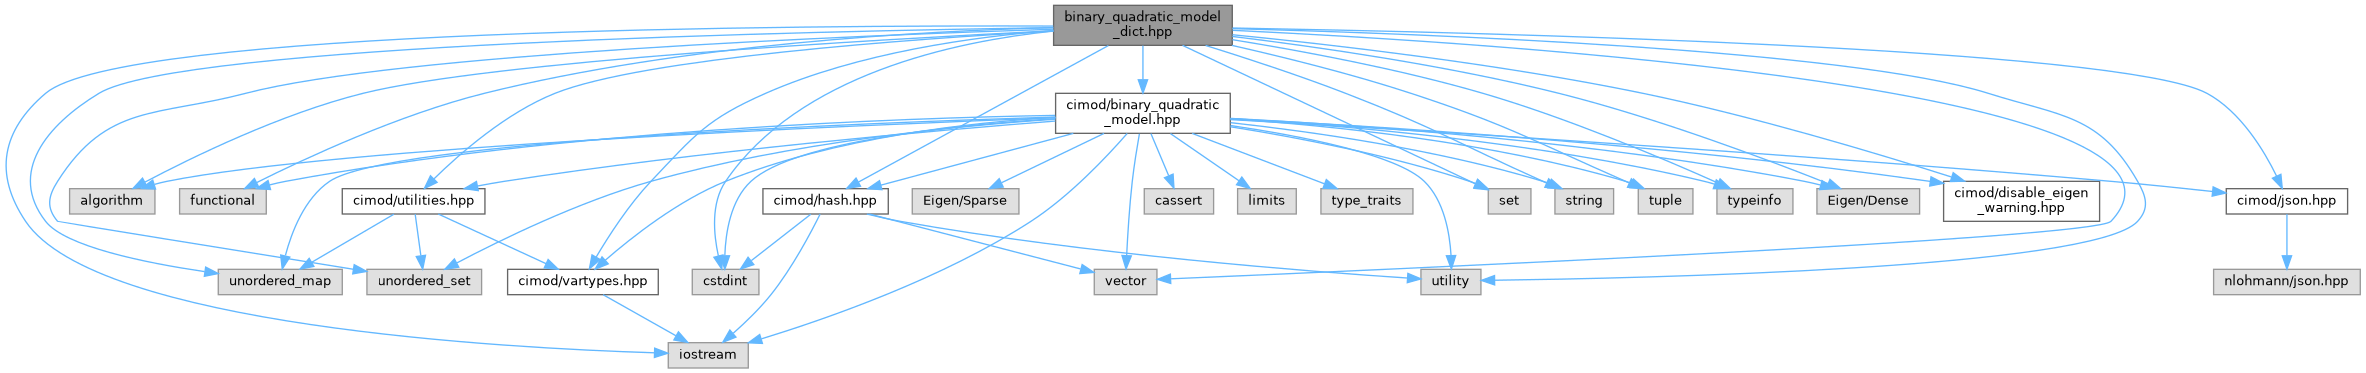 binary_quadratic_model
_dict.hpp
cimod/binary_quadratic
_model.hpp
algorithm
functional
cimod/utilities.hpp
cimod/hash.hpp
Eigen/Sparse
cassert
limits
type_traits
set
string
tuple
typeinfo
Eigen/Dense
cimod/disable_eigen
_warning.hpp
cimod/json.hpp
unordered_map
unordered_set
cimod/vartypes.hpp
cstdint
vector
utility
nlohmann/json.hpp
iostream